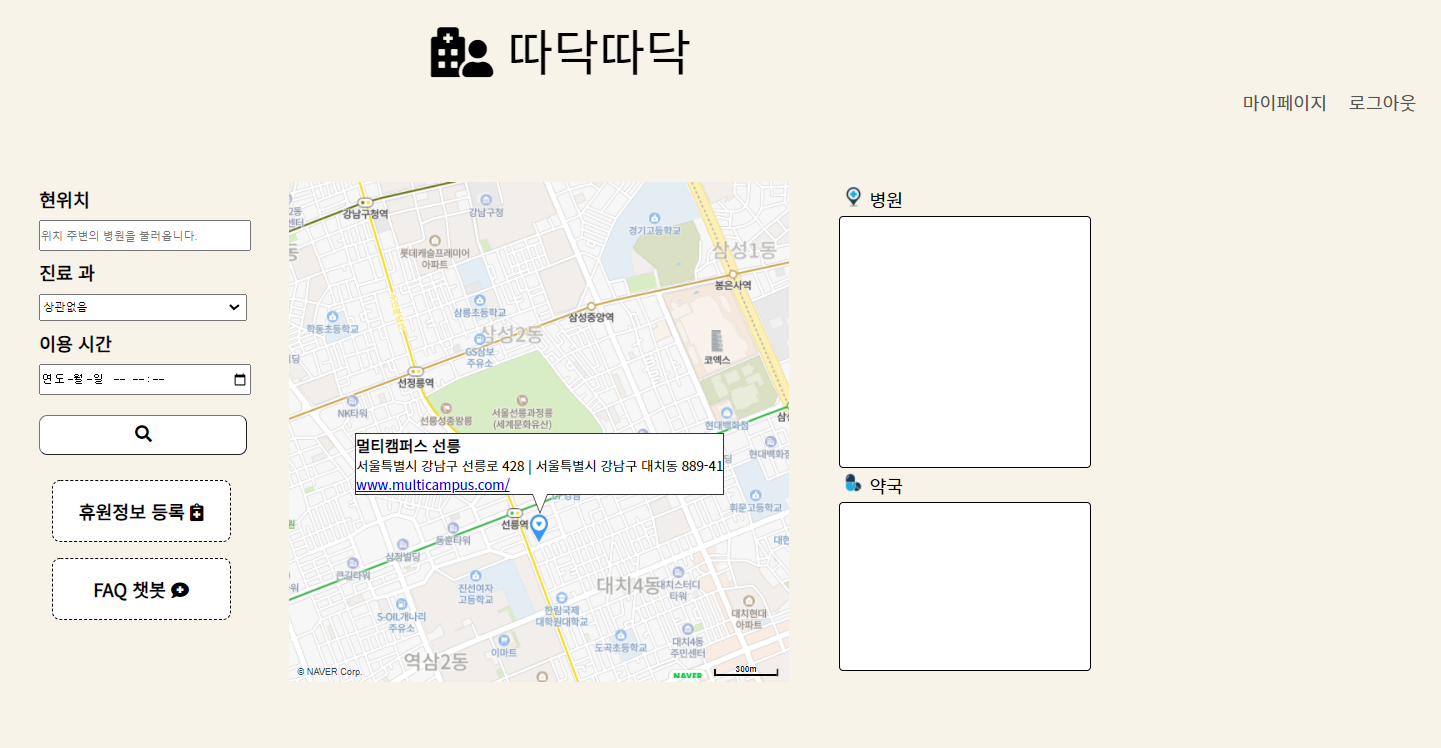 따닥따닥
마이페이지 로그아웃
현위치
위치 주변의 병원을 불러옵니다.
진료 과
상관없음
이용 시간
연도-월-일 -- --:--
휴원정보 등록
FAQ 챗봇
강남구청역
강남구청
경기고등학교
롯데캐슬프레미어
아파트
삼성1동
봉은사역
삼릉초등학교
삼성중앙역
학동초등학교
삼성2동
GS삼보
주유소
코엑스
선정릉역
NK타워
선릉성종왕릉
서울선릉과정릉
(세계문화유산)
현대백화점
현대백화점
멀티캠퍼스 선릉
서울특별시 강남구 선릉로 428 | 서울특별시 강남구 대치동 889-41
www.multicampus.com/
선릉역
휘문고등학교
동훈타워
삼정빌딩
콘길타워
진선여자
고등학교
대치4동
대치스터디
타워
S-OIL개나리
주유소
한림국제
대학원대학교
대치현대
아파트
이마트
도곡초등학교
대치4동
주민센터
역삼2동
© NAVER Corp.
NAVER
300m
병원
약국